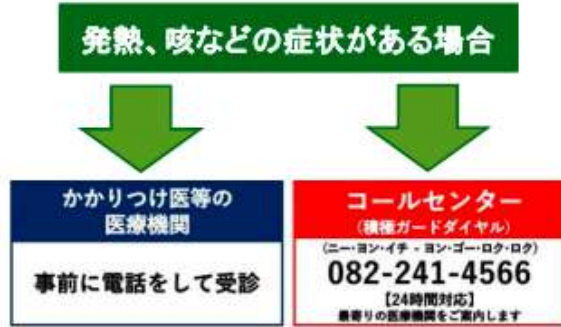 発熱、咳などの症状がある場合
かかりつけ医等の
医療機関
事前に電話をして受診
コールセンター
(積極ガードダイヤル)
(ニー・ヨン・イチ - ヨン・ゴー・ロク・ロク)
082-241-4566
【24時間対応】
最寄りの医療機関をご案内します